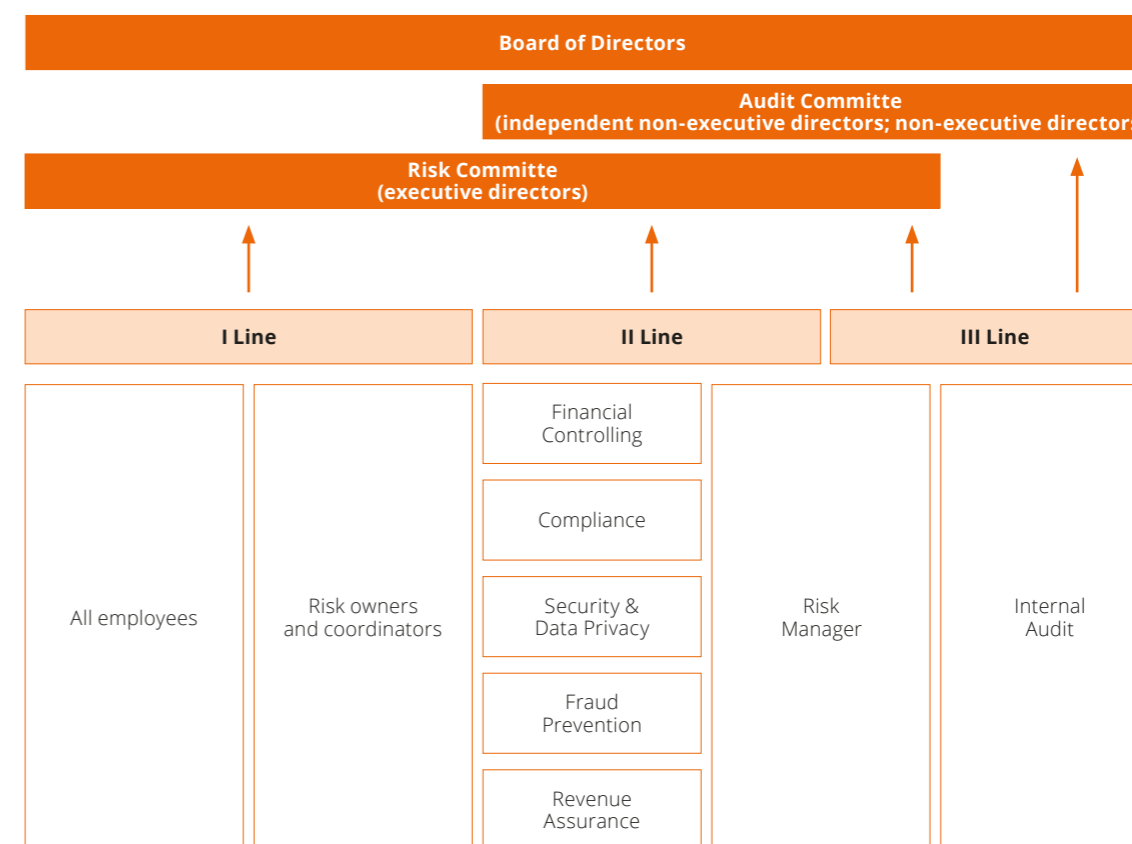 Board of Directors
Audit Committe
(independent non-executive directors; non-executive directors
Risk Committe
(executive directors)
I Line
II Line
III Line
All employees
Risk owners
and coordinators
Financial
Controlling
Compliance
Security &
Data Privacy
Fraud
Prevention
Revenue
Assurance
Risk
Manager
Internal
Audit